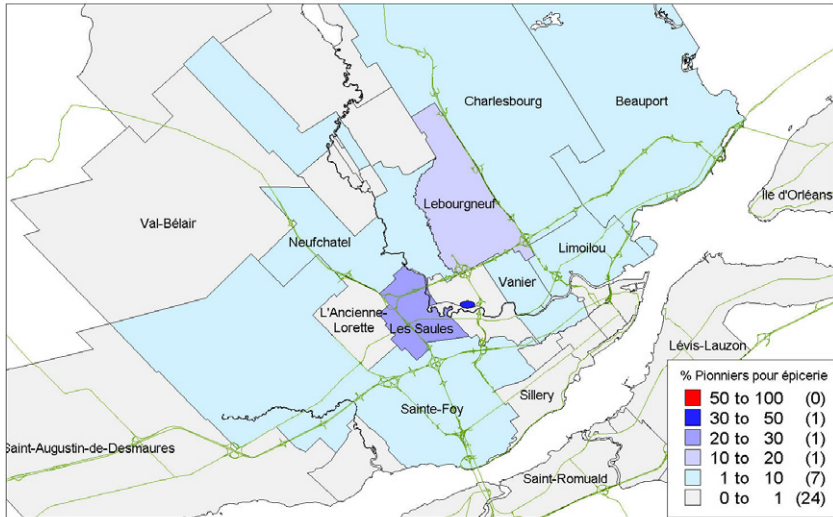 Charlesbourg
Beauport
Île d'Orléans
Lebourgneuf
Val-Bélair
Neufchatel
Limoilou
Vanier
L'Ancienne-
Lorette
Les Saules
Lévis-Lauzon
Sillery
Sainte-Foy
Saint-Augustin-de-Desmaures
Saint-Romuald
% Pionniers pour épicerie
50 to 100 (0)
30 to 50 (1)
20 to 30 (1)
10 to 20 (1)
1 to 10 (7)
0 to 1 (24)